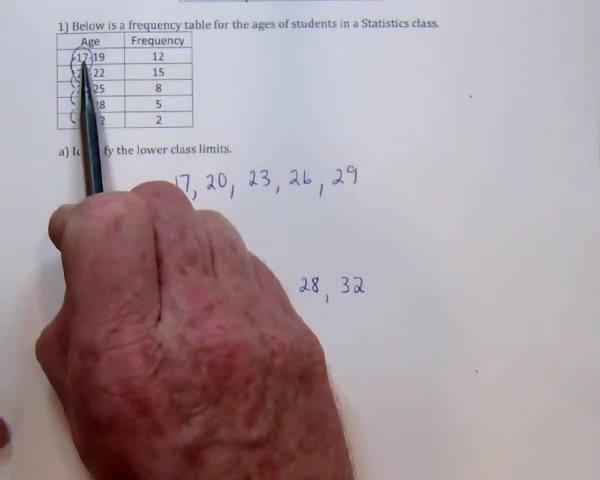 1) Below is a frequency table for the ages of students in a Statistics class.
Age Frequency
17-19 12
22 15
25 8
8 5
2 2
a) fy the lower class limits.
17, 20, 23, 26, 29
28, 32